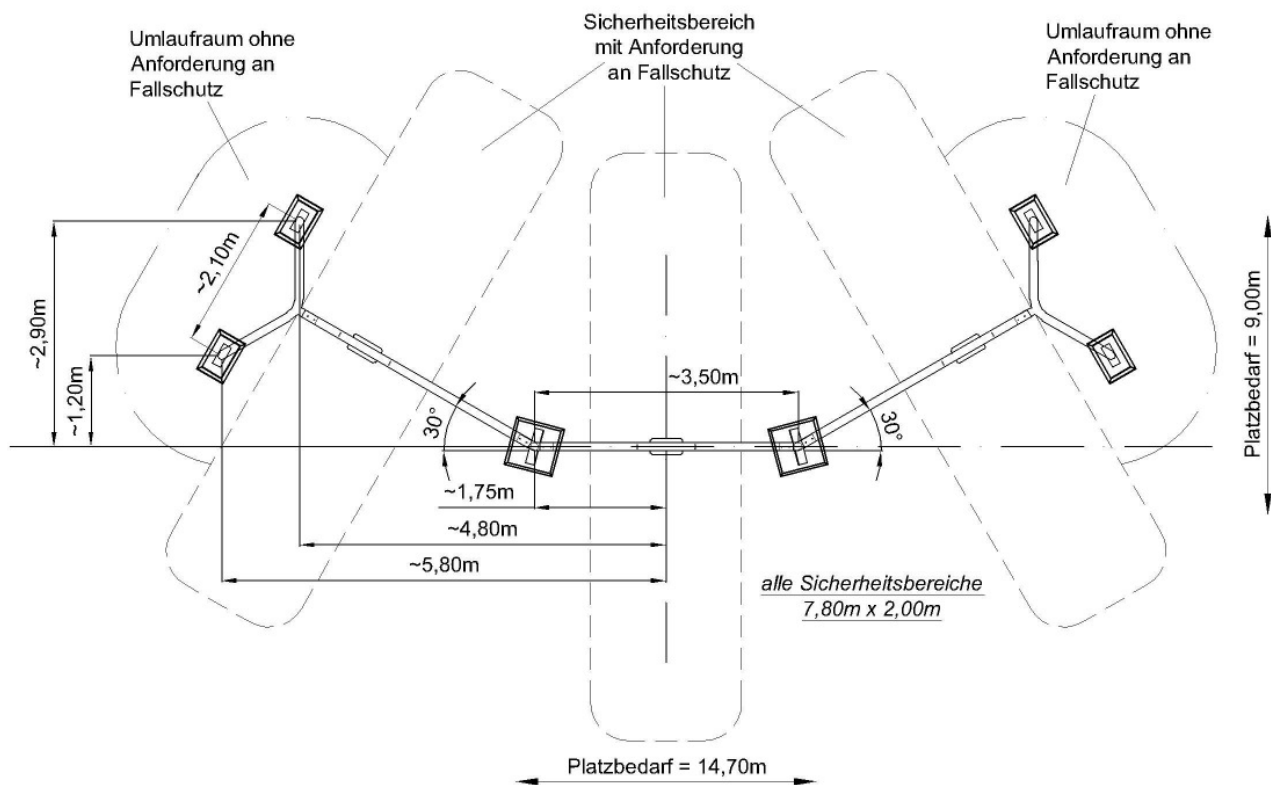 Umlaufraum ohne
Anforderung an
Fallschutz
Sicherheitsbereich
mit Anforderung
an Fallschutz
Umlaufraum ohne
Anforderung an
Fallschutz
~2,10m
~2,90m
~1,20m
30°
~3,50m
30°
Platzbedarf = 9,00m
~1,75m
~4,80m
~5,80m
alle Sicherheitsbereiche
7,80m x 2,00m
Platzbedarf = 14,70m